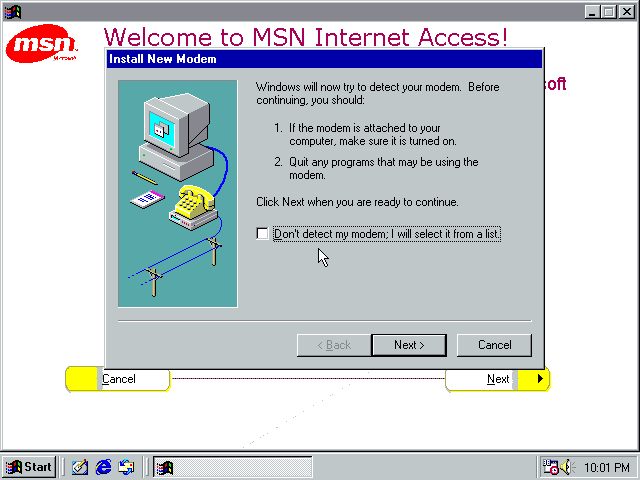 msn.
Microsoft
Welcome to MSN Internet Access!
soft
Install New Modem
Windows will now try to detect your modem. Before
continuing, you should:
1. If the modem is attached to your
computer, make sure it is turned on.
2. Quit any programs that may be using the
modem.
Click Next when you are ready to continue.
Don't detect my modem; I will select it from a list.
< Back Next > Cancel
Cancel Next
Start 10:01 PM